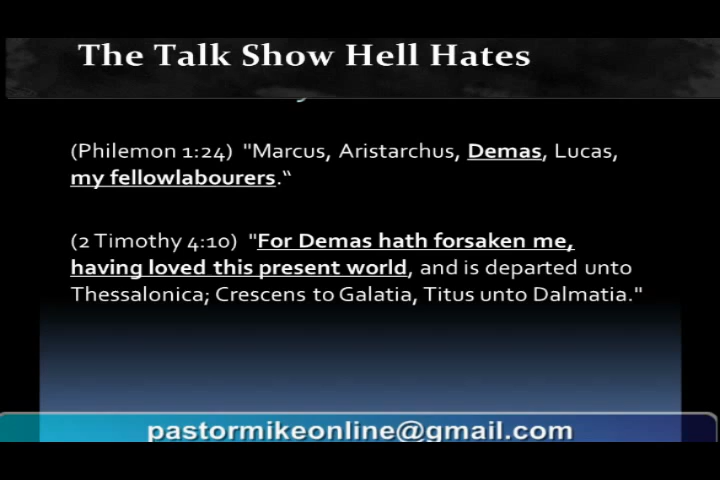 The Talk Show Hell Hates
(Philemon 1:24) "Marcus, Aristarchus, Demas, Lucas,
my fellowlabourers.“
(2 Timothy 4:10) "For Demas hath forsaken me,
having loved this present world, and is departed unto
Thessalonica; Crescens to Galatia, Titus unto Dalmatia."
pastormikeonline@gmail.com